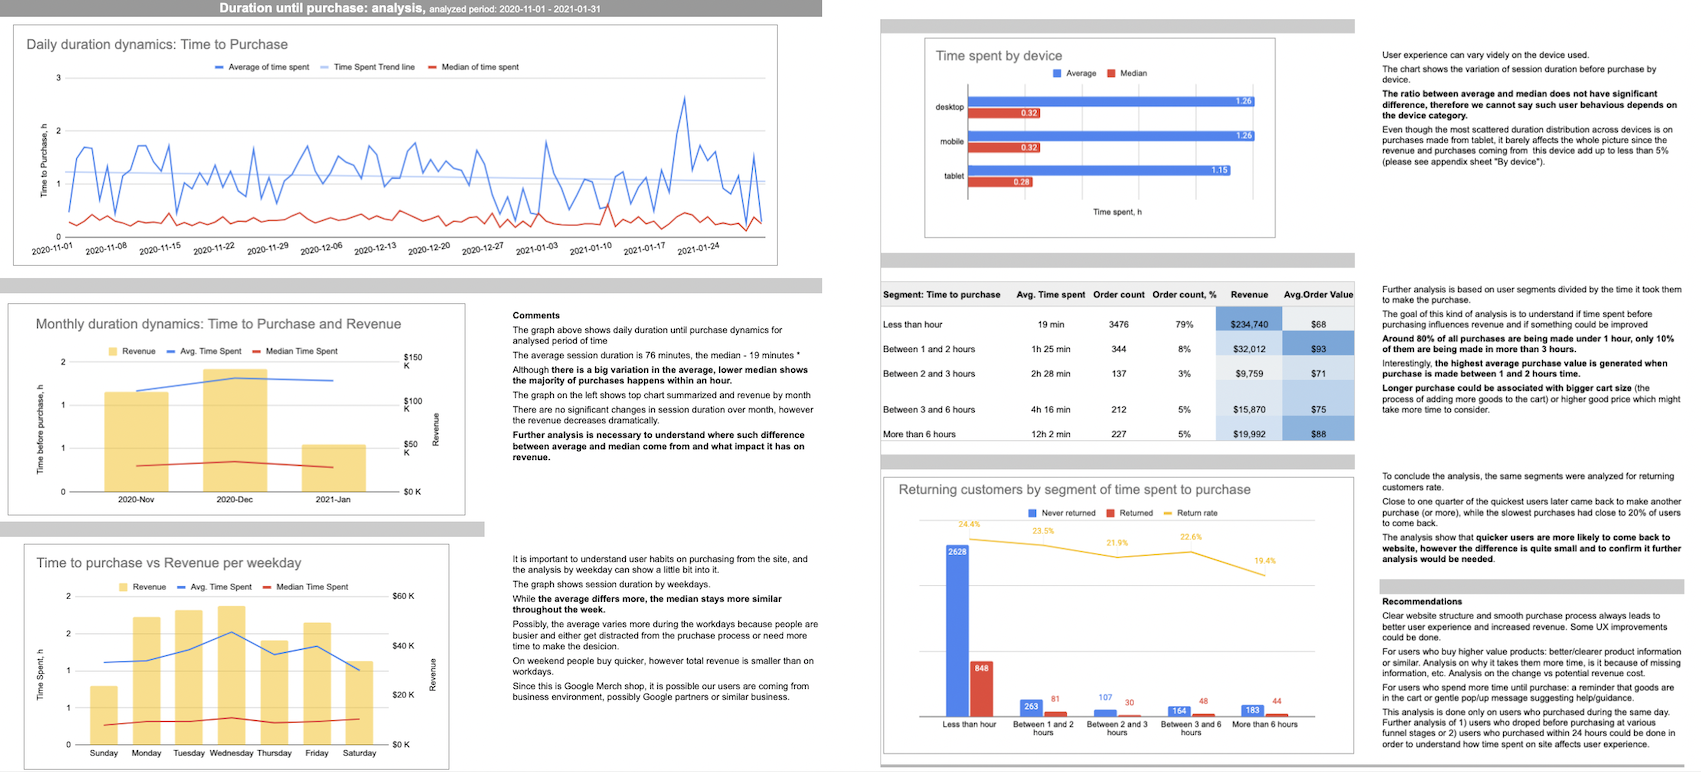 Duration until purchase: analysis, analyzed period: 2020-11-01 - 2021-01-31
Daily duration dynamics: Time to Purchase
Average of time spent
Time Spent Trend line
Median of time spent
Time to Purchase, h
3
2
1
0
2020-11-01
2020-11-08
2020-11-15
2020-11-22
2020-11-29
2020-12-06
2020-12-13
2020-12-20
2020-12-27
2021-01-03
2021-01-10
2021-01-17
2021-01-24
Monthly duration dynamics: Time to Purchase and Revenue
Revenue
Avg. Time Spent
Median Time Spent
Time before purchase, h
2
1
1
0
$150
K
$100
K
$50
K
$0 K
Revenue
2020-Nov
2020-Dec
2021-Jan
Comments
The graph above shows daily duration until purchase dynamics for
analysed period of time
The average session duration is 76 minutes, the median - 19 minutes *
Although there is a big variation in the average, lower median shows
the majority of purchases happens within an hour.
The graph on the left shows top chart summarized and revenue by month
There are no significant changes in session duration over month, however
the revenue decreases dramatically.
Further analysis is necessary to understand where such difference
between average and median come from and what impact it has on
revenue.
Time to purchase vs Revenue per weekday
Revenue
Avg. Time Spent
Median Time Spent
Time Spent, h
2
2
1
1
0
$60 K
$40 K
$20 K
$0 K
Revenue
Sunday
Monday
Tuesday
Wednesday
Thursday
Friday
Saturday
It is important to understand user habits on purchasing from the site, and
the analysis by weekday can show a little bit into it.
The graph shows session duration by weekdays.
While the average differs more, the median stays more similar
throughout the week.
Possibly, the average varies more during the workdays because people are
busier and either get distracted from the pruchase process or need more
time to make the desicion.
On weekend people buy quicker, however total revenue is smaller than on
workdays.
Since this is Google Merch shop, it is possible our users are coming from
business environment, possibly Google partners or similar business.
Time spent by device
Average
Median
desktop
1.26
0.32
mobile
1.26
0.32
tablet
1.15
0.28
Time spent, h
User experience can vary videly on the device used.
The chart shows the variation of session duration before purchase by
device.
The ratio between average and median does not have significant
difference, therefore we cannot say such user behavious depends on
the device category.
Even though the most scattered duration distribution across devices is on
purchases made from tablet, it barely affects the whole picture since the
revenue and purchases coming from this device add up to less than 5%
(please see appendix sheet "By device").
Segment: Time to purchase Avg. Time spent Order count Order count, % Revenue Avg.Order Value
Less than hour 19 min 3476 79% $234,740 $68
Between 1 and 2 hours 1h 25 min 344 8% $32,012 $93
Between 2 and 3 hours 2h 28 min 137 3% $9,759 $71
Between 3 and 6 hours 4h 16 min 212 5% $15,870 $75
More than 6 hours 12h 2 min 227 5% $19,992 $88
Further analysis is based on user segments divided by the time it took them
to make the purchase.
The goal of this kind of analysis is to understand if time spent before
purchasing influences revenue and if something could be improved
Around 80% of all purchases are being made under 1 hour, only 10%
of them are being made in more than 3 hours.
Interestingly, the highest average purchase value is generated when
purchase is made between 1 and 2 hours time.
Longer purchase could be associated with bigger cart size (the
process of adding more goods to the cart) or higher good price which might
take more time to consider.
Returning customers by segment of time spent to purchase
Never returned
Returned
Return rate
24.4%
23.5%
21.9%
22.6%
19.4%
2628
848
263
81
107
30
164
48
183
44
Less than hour
Between 1 and 2
hours
Between 2 and 3
hours
Between 3 and 6
hours
More than 6 hours
To conclude the analysis, the same segments were analyzed for returning
customers rate.
Close to one quarter of the quickest users later came back to make another
purchase (or more), while the slowest purchases had close to 20% of users
to come back.
The analysis show that quicker users are more likely to come back to
website, however the difference is quite small and to confirm it further
analysis would be needed.
Recommendations
Clear website structure and smooth purchase process always leads to
better user experience and increased revenue. Some UX improvements
could be done.
For users who buy higher value products: better/clearer product information
or similar. Analysis on why it takes them more time, is it because of missing
information, etc. Analysis on the change vs potential revenue cost.
For users who spend more time until purchase: a reminder that goods are
in the cart or gentle pop/up message suggesting help/guidance.
This analysis is done only on users who purchased during the same day.
Further analysis of 1) users who droped before purchasing at various
funnel stages or 2) users who purchased within 24 hours could be done in
order to understand how time spent on site affects user experience.